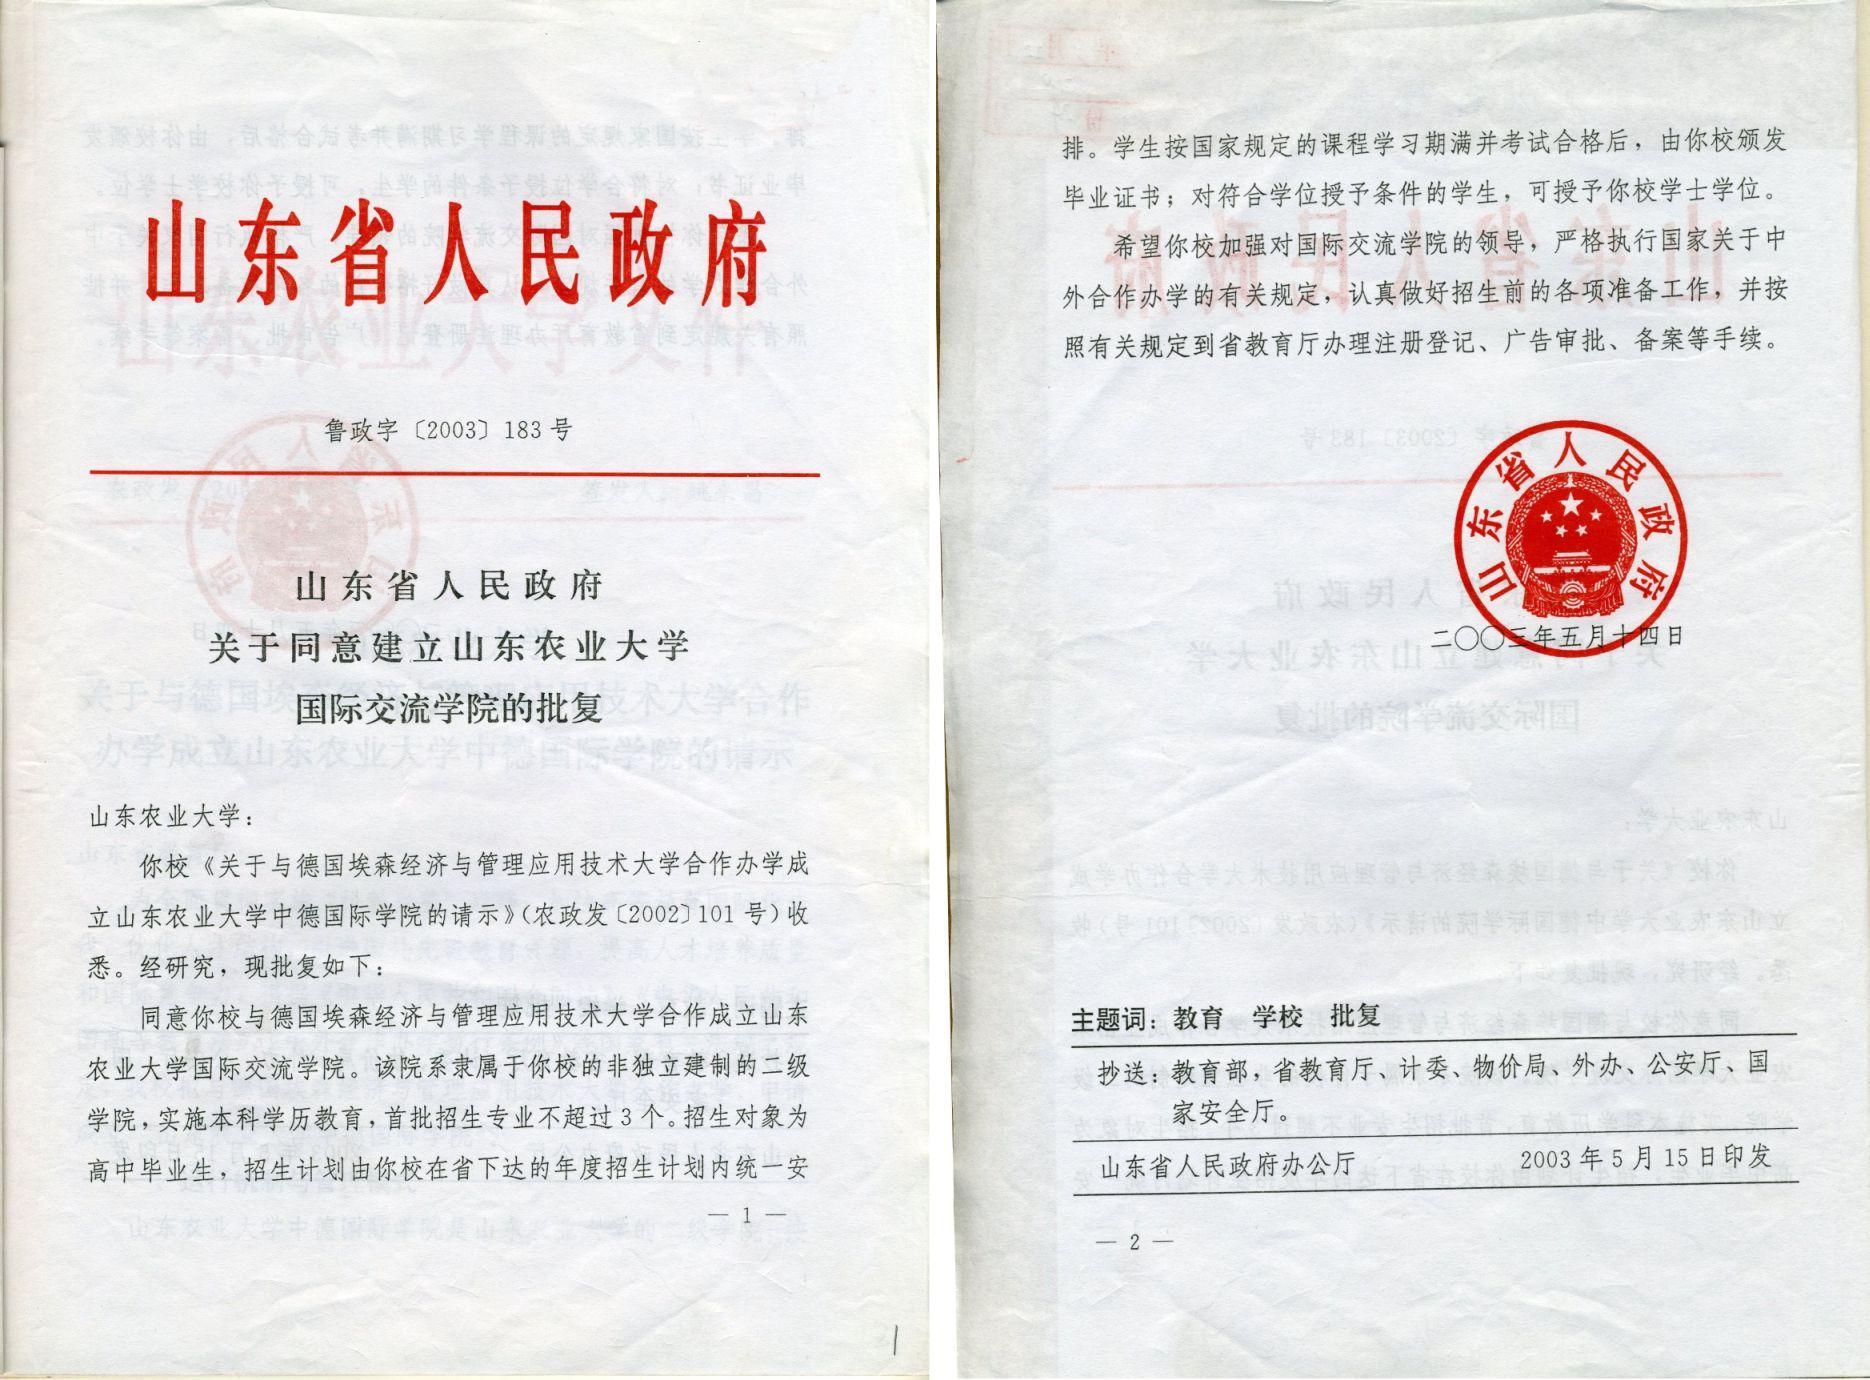 山东省人民政府
鲁政字〔2003〕183号
山东省人民政府
关于同意建立山东农业大学
国际交流学院的批复
山东农业大学：
你校《关于与德国埃森经济与管理应用技术大学合作办学成
立山东农业大学中德国际学院的请示》（农政发〔2002〕101号）收
悉。经研究，现批复如下：
同意你校与德国埃森经济与管理应用技术大学合作成立山东
农业大学国际交流学院。该院系隶属于你校的非独立建制的二级
学院，实施本科学历教育，首批招生专业不超过3个。招生对象为
高中毕业生，招生计划由你校在省下达的年度招生计划内统一安
— 1 —
排。学生按国家规定的课程学习期满并考试合格后，由你校颁发
毕业证书；对符合学位授予条件的学生，可授予你校学士学位。
希望你校加强对国际交流学院的领导，严格执行国家关于中
外合作办学的有关规定，认真做好招生前的各项准备工作，并按
照有关规定到省教育厅办理注册登记、广告审批、备案等手续。
山东省人民政府
二〇〇三年五月十四日
主题词：教育 学校 批复
抄送：教育部，省教育厅、计委、物价局、外办、公安厅、国
家安全厅。
山东省人民政府办公厅 2003年5月15日印发
— 2 —